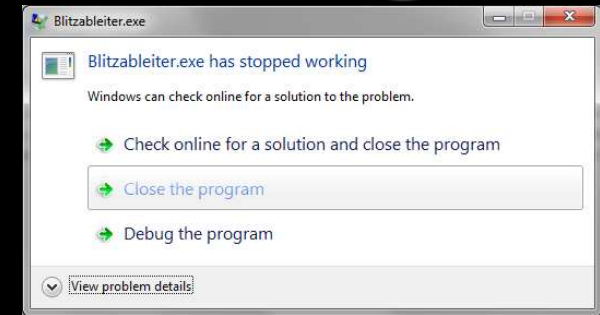 Blitzableiter.exe
Blitzableiter.exe has stopped working
Windows can check online for a solution to the problem.
Check online for a solution and close the program
Close the program
Debug the program
View problem details